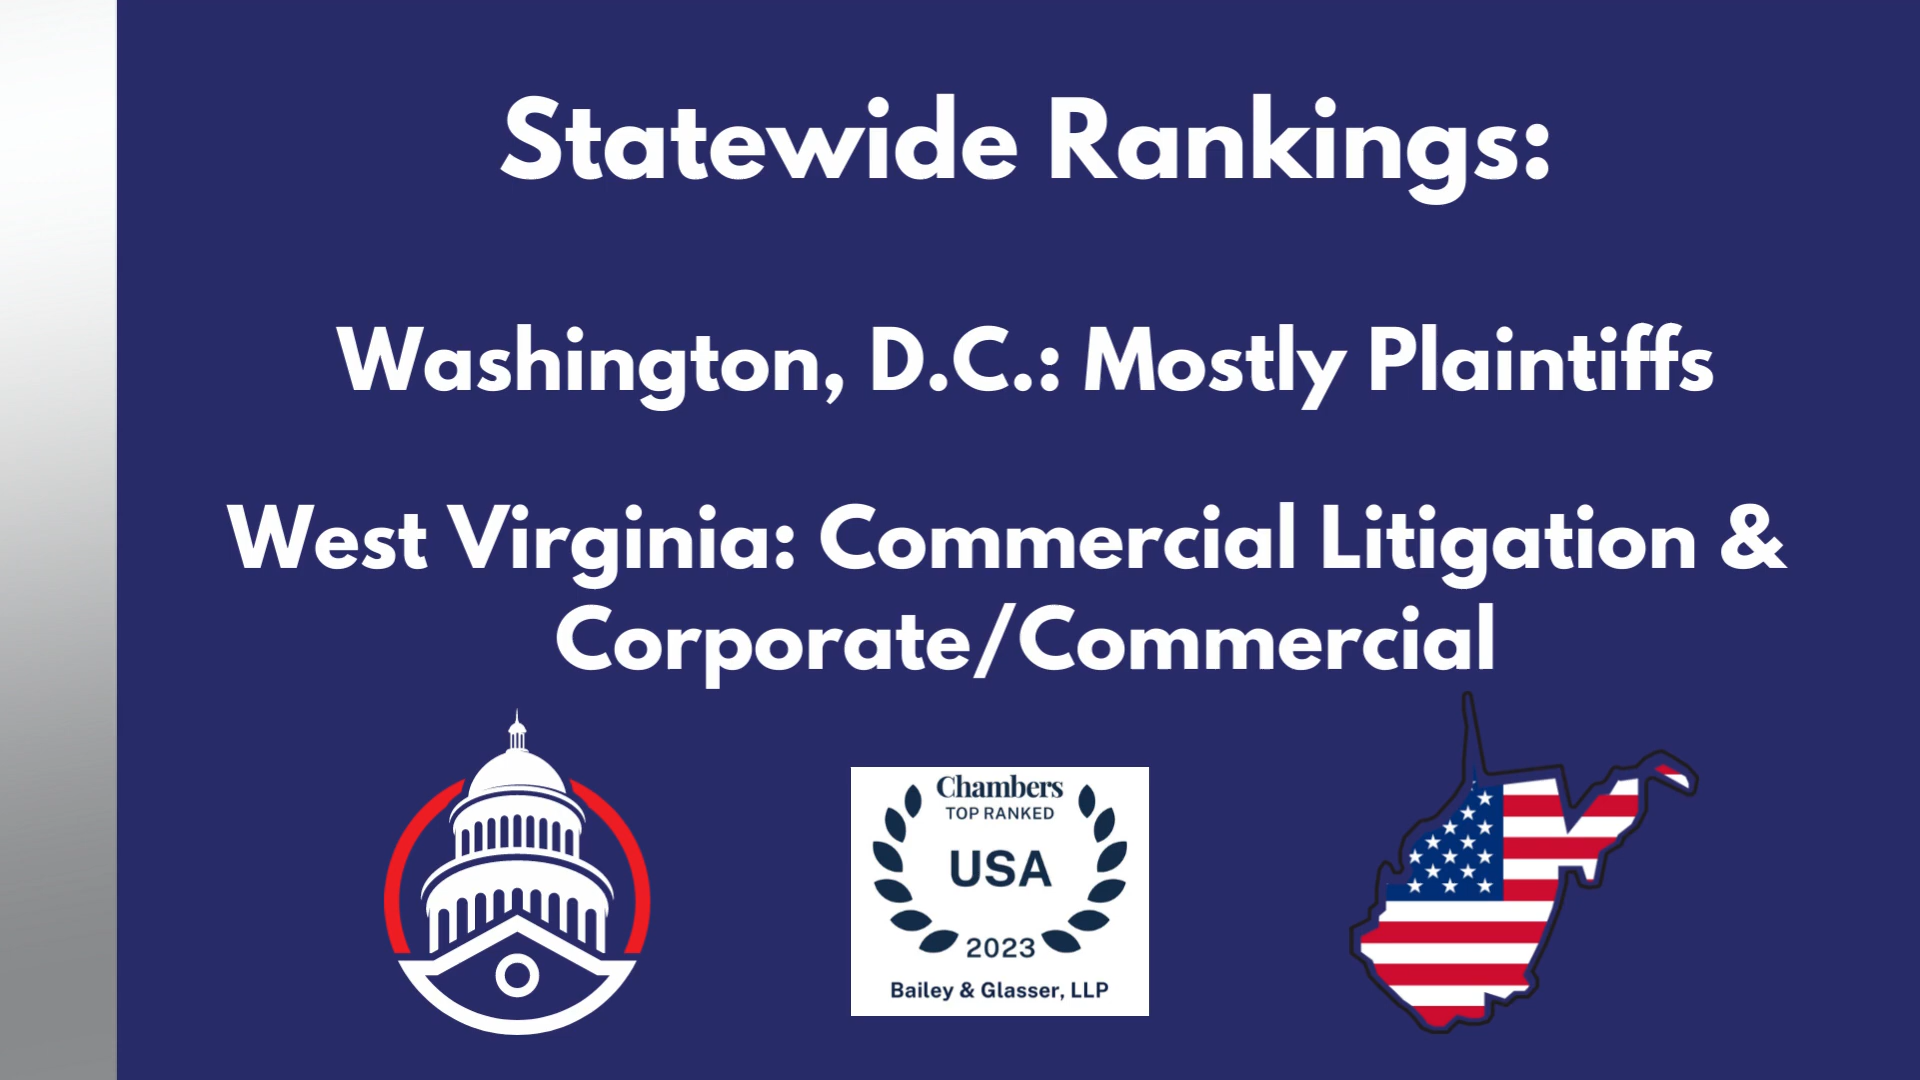 Statewide Rankings:
Washington, D.C.: Mostly Plaintiffs
West Virginia: Commercial Litigation &
Corporate/Commercial
Chambers
TOP RANKED
USA
2023
Bailey & Glasser, LLP